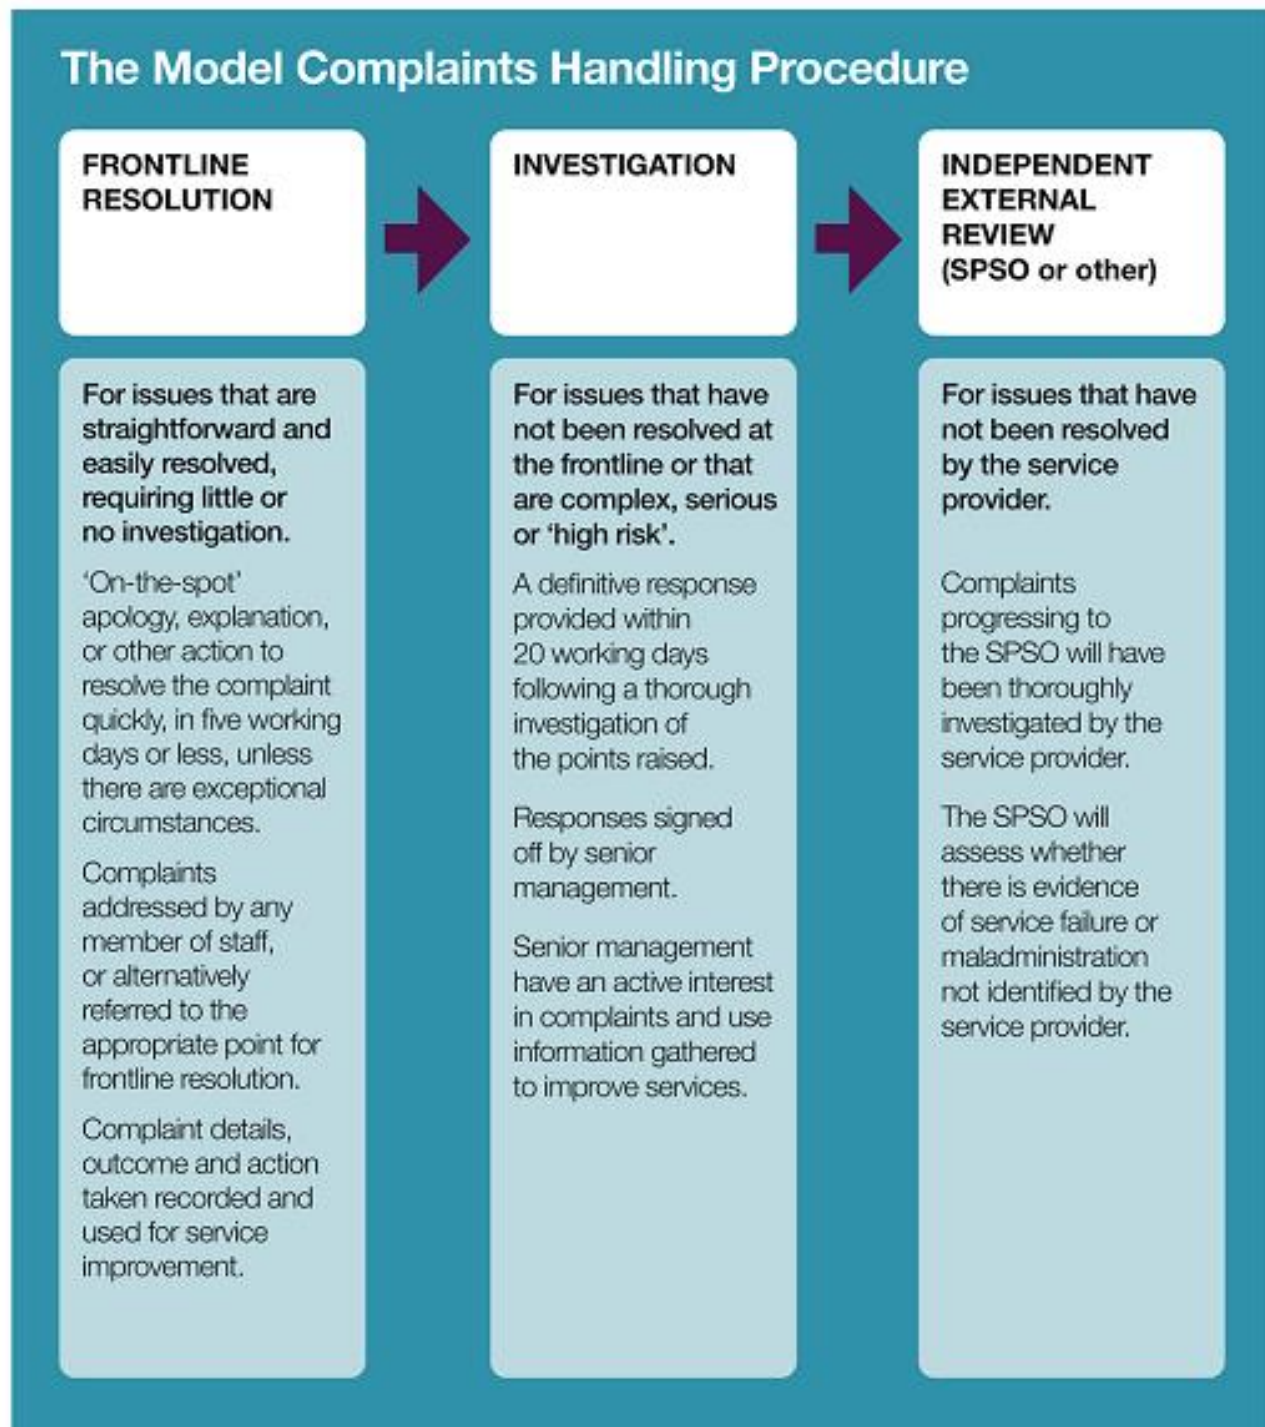 The Model Complaints Handling Procedure
FRONTLINE
RESOLUTION
For issues that are
straightforward and
easily resolved,
requiring little or
no investigation.
‘On-the-spot’
apology, explanation,
or other action to
resolve the complaint
quickly, in five working
days or less, unless
there are exceptional
circumstances.
Complaints
addressed by any
member of staff,
or alternatively
referred to the
appropriate point for
frontline resolution.
Complaint details,
outcome and action
taken recorded and
used for service
improvement.
INVESTIGATION
For issues that have
not been resolved at
the frontline or that
are complex, serious
or ‘high risk’.
A definitive response
provided within
20 working days
following a thorough
investigation of
the points raised.
Responses signed
off by senior
management.
Senior management
have an active interest
in complaints and use
information gathered
to improve services.
INDEPENDENT
EXTERNAL
REVIEW
(SPSO or other)
For issues that have
not been resolved
by the service
provider.
Complaints
progressing to
the SPSO will have
been thoroughly
investigated by the
service provider.
The SPSO will
assess whether
there is evidence
of service failure or
maladministration
not identified by the
service provider.